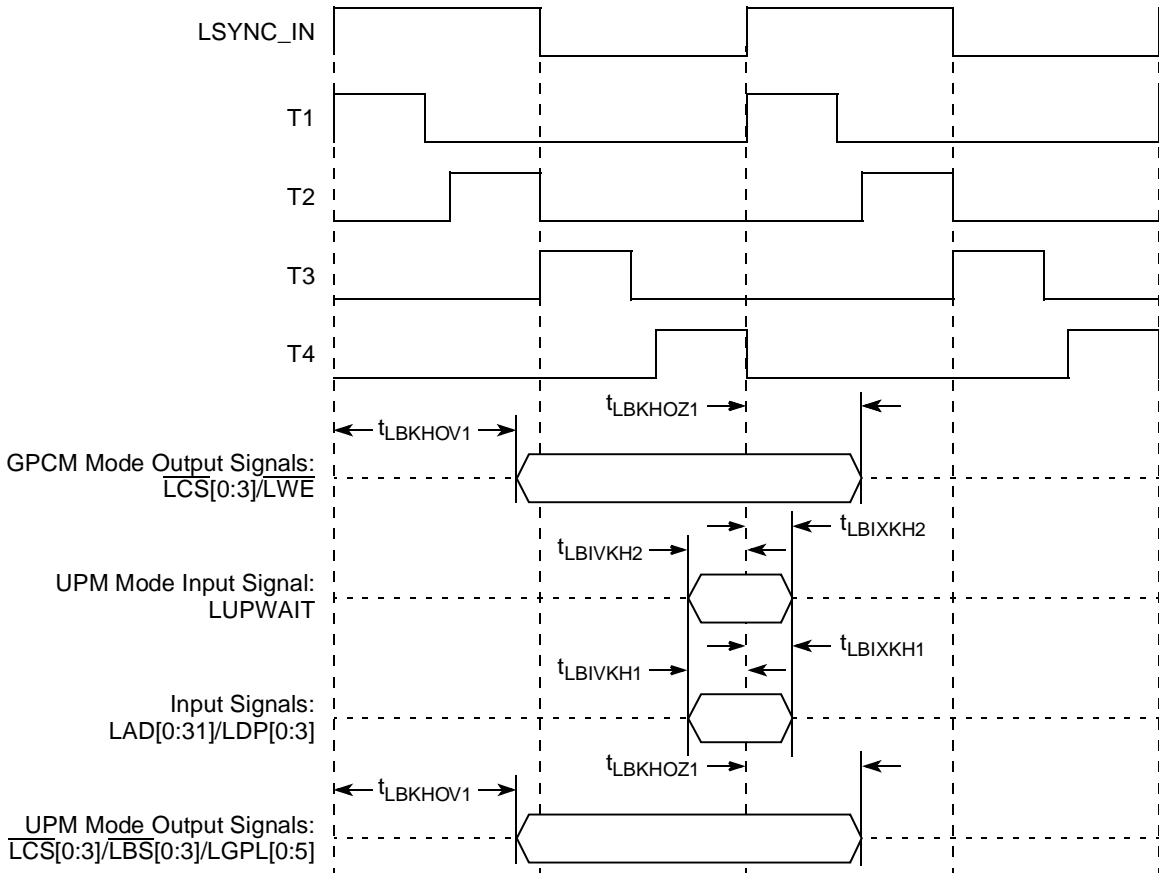 LSYNC_IN
T1
T2
T3
T4
tLBKHOZ1
tLBKHOV1
GPCM Mode Output Signals:
LCS[0:3]/LWE
tLBIXKH2
tLBIVKH2
UPM Mode Input Signal:
LUPWAIT
tLBIXKH1
tLBIVKH1
Input Signals:
LAD[0:31]/LDP[0:3]
tLBKHOZ1
tLBKHOV1
UPM Mode Output Signals:
LCS[0:3]/LBS[0:3]/LGPL[0:5]